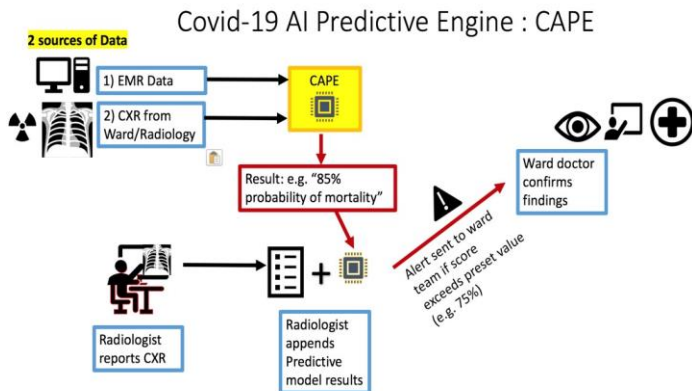 Covid-19 AI Predictive Engine : CAPE
2 sources of Data
1) EMR Data
2) CXR from
Ward/Radiology
CAPE
Result: e.g. “85%
probability of mortality”
Ward doctor
confirms
findings
Alert sent to ward
team if score
exceeds preset value
(e.g. 75%)
Radiologist
reports CXR
+
Radiologist
appends
Predictive
model results